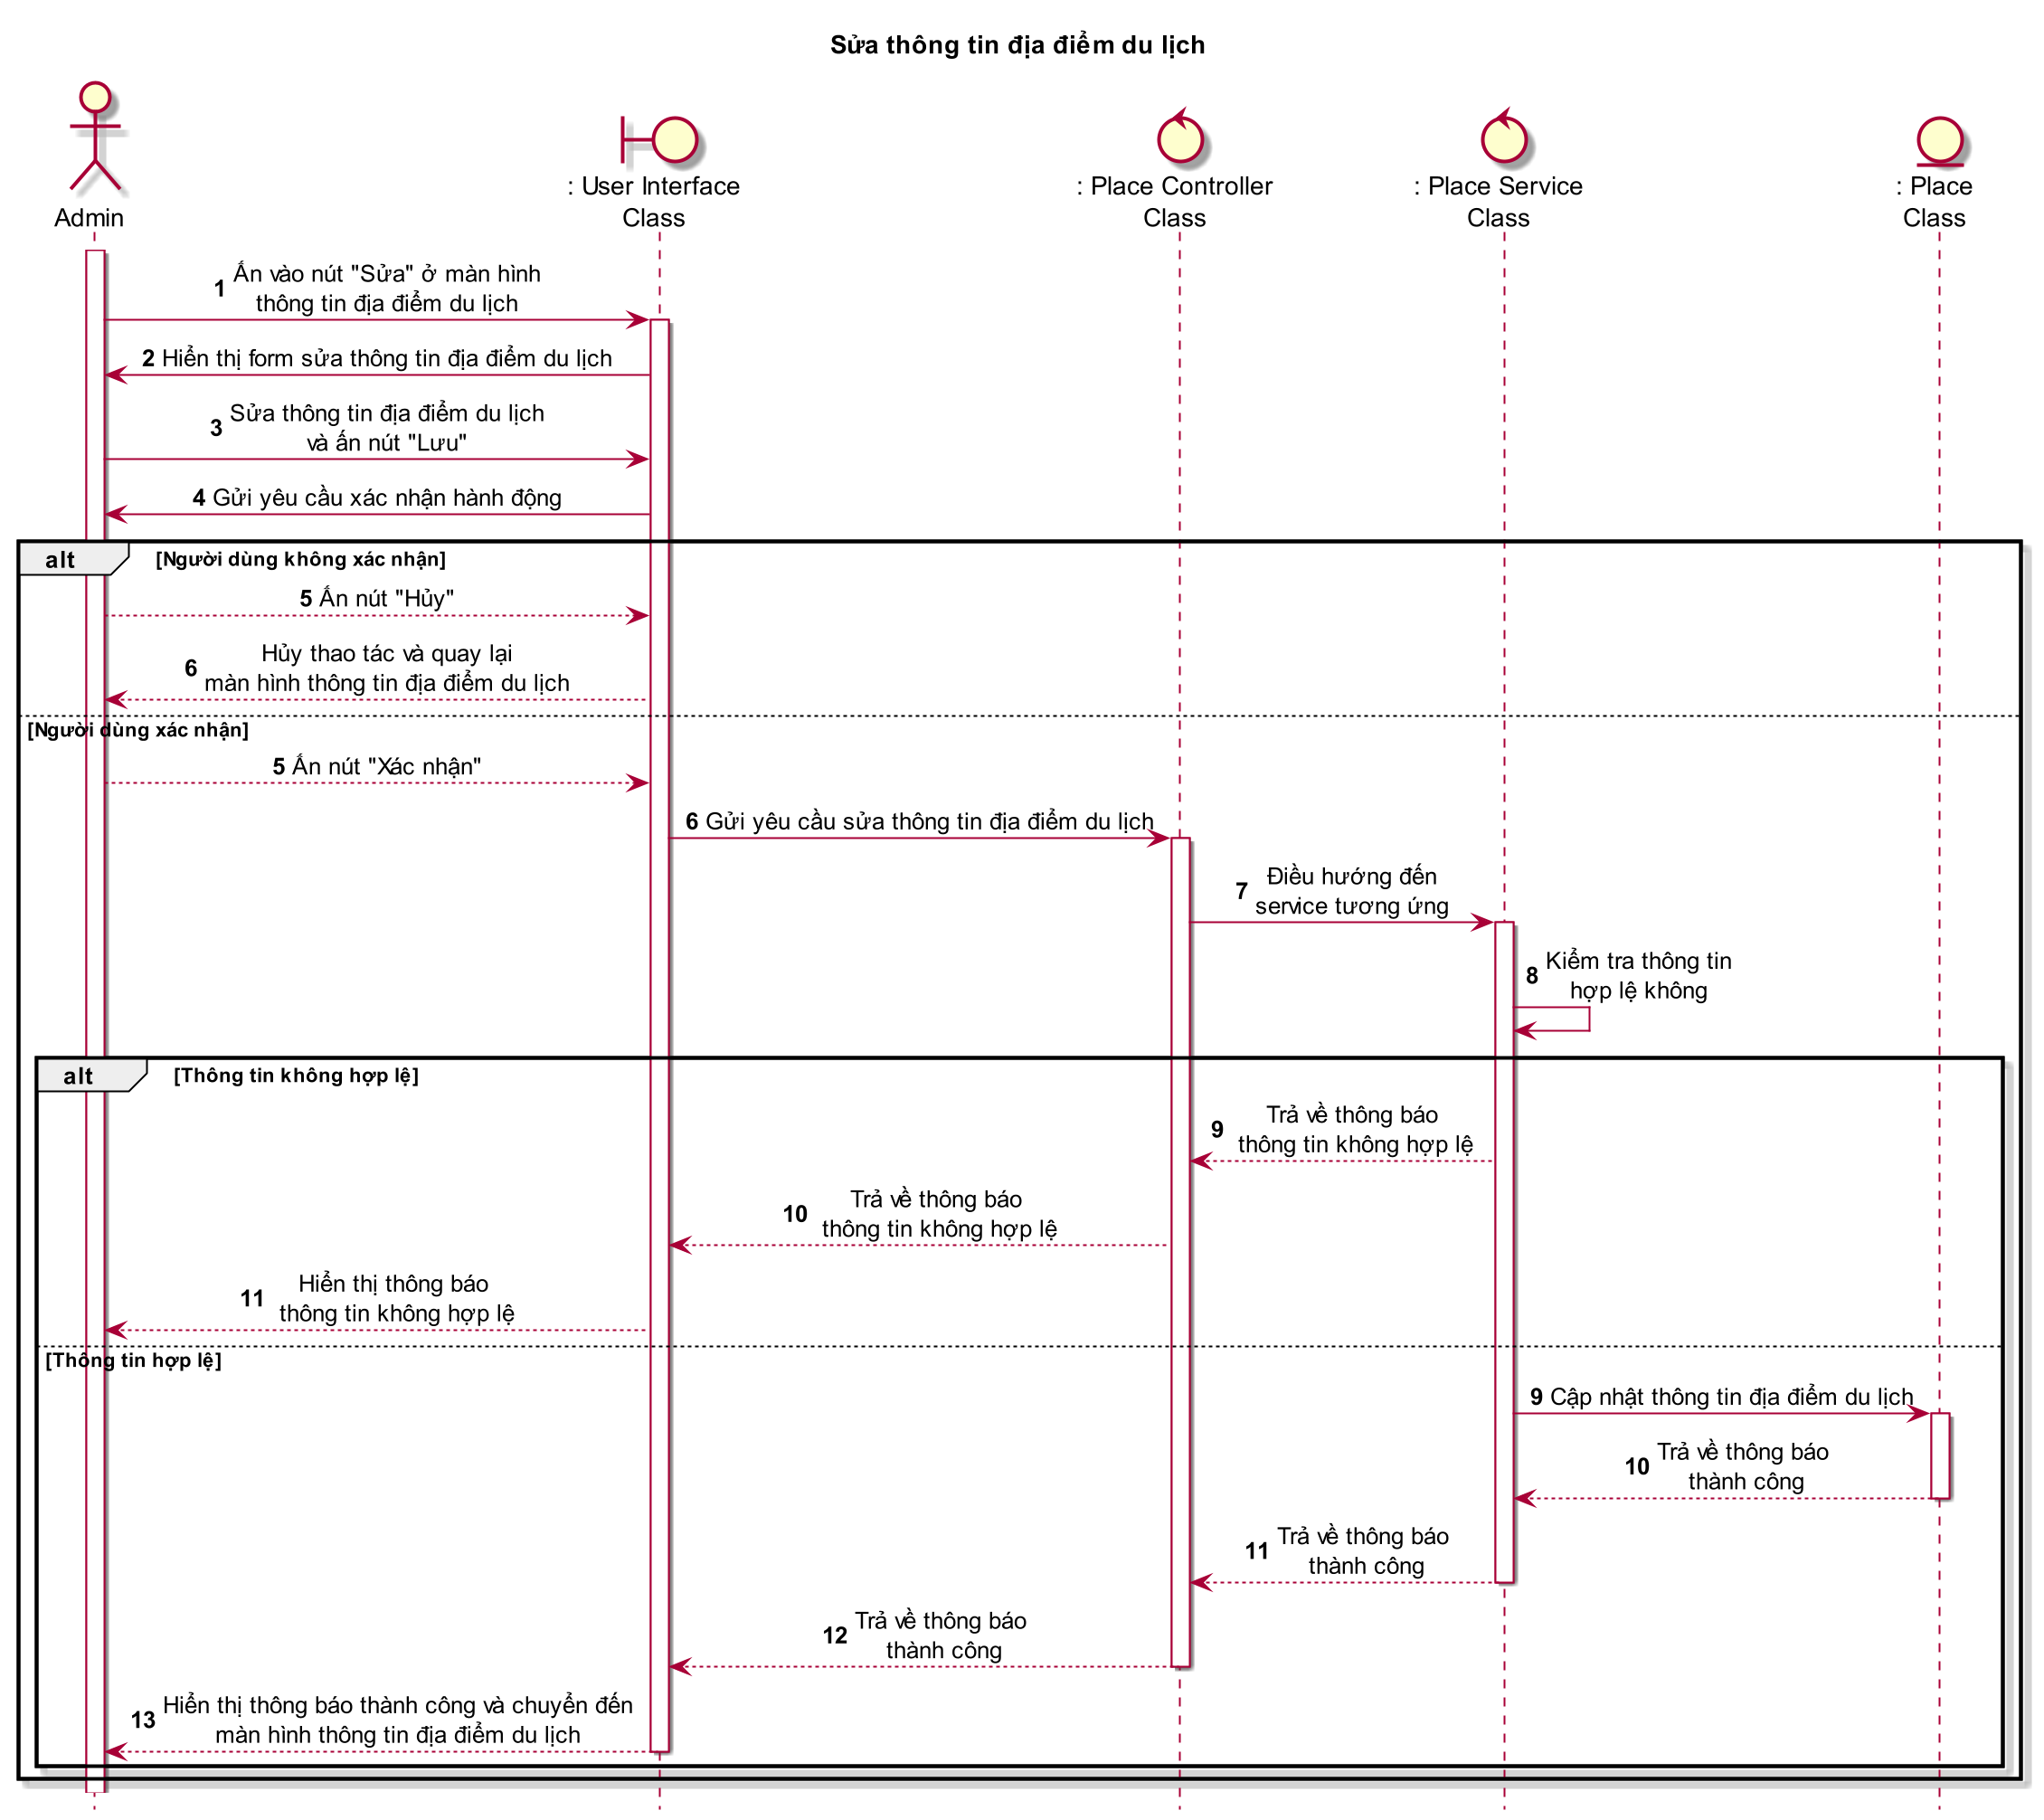 Sửa thông tin địa điểm du lịch
Admin
: User Interface
Class
: Place Controller
Class
: Place Service
Class
: Place
Class
1 Ấn vào nút "Sửa" ở màn hình
thông tin địa điểm du lịch
2 Hiển thị form sửa thông tin địa điểm du lịch
3 Sửa thông tin địa điểm du lịch
và ấn nút "Lưu"
4 Gửi yêu cầu xác nhận hành động
alt [Người dùng không xác nhận]
5 Ấn nút "Hủy"
6 Hủy thao tác và quay lại
màn hình thông tin địa điểm du lịch
[Người dùng xác nhận]
5 Ấn nút "Xác nhận"
6 Gửi yêu cầu sửa thông tin địa điểm du lịch
7 Điều hướng đến
service tương ứng
8 Kiểm tra thông tin
hợp lệ không
alt [Thông tin không hợp lệ]
9 Trả về thông báo
thông tin không hợp lệ
10 Trả về thông báo
thông tin không hợp lệ
11 Hiển thị thông báo
thông tin không hợp lệ
[Thông tin hợp lệ]
9 Cập nhật thông tin địa điểm du lịch
10 Trả về thông báo
thành công
11 Trả về thông báo
thành công
12 Trả về thông báo
thành công
13 Hiển thị thông báo thành công và chuyển đến
màn hình thông tin địa điểm du lịch